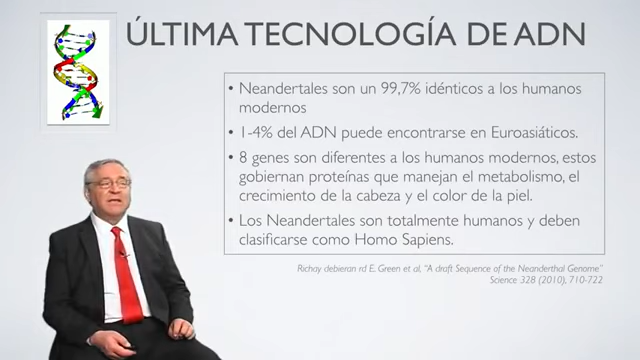 ÚLTIMA TECNOLOGÍA DE ADN
• Neandertales son un 99,7% idénticos a los humanos
modernos
• 1-4% del ADN puede encontrarse en Euroasiáticos.
• 8 genes son diferentes a los humanos modernos, estos
gobiernan proteínas que manejan el metabolismo, el
crecimiento de la cabeza y el color de la piel.
• Los Neandertales son totalmente humanos y deben
clasificarse como Homo Sapiens.
Richay debieran rd E. Green et al, “A draft Sequence of the Neanderthal Genome”
Science 328 (2010), 710-722